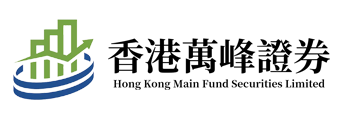 香港萬峰證券
Hong Kong Main Fund Securities Limited